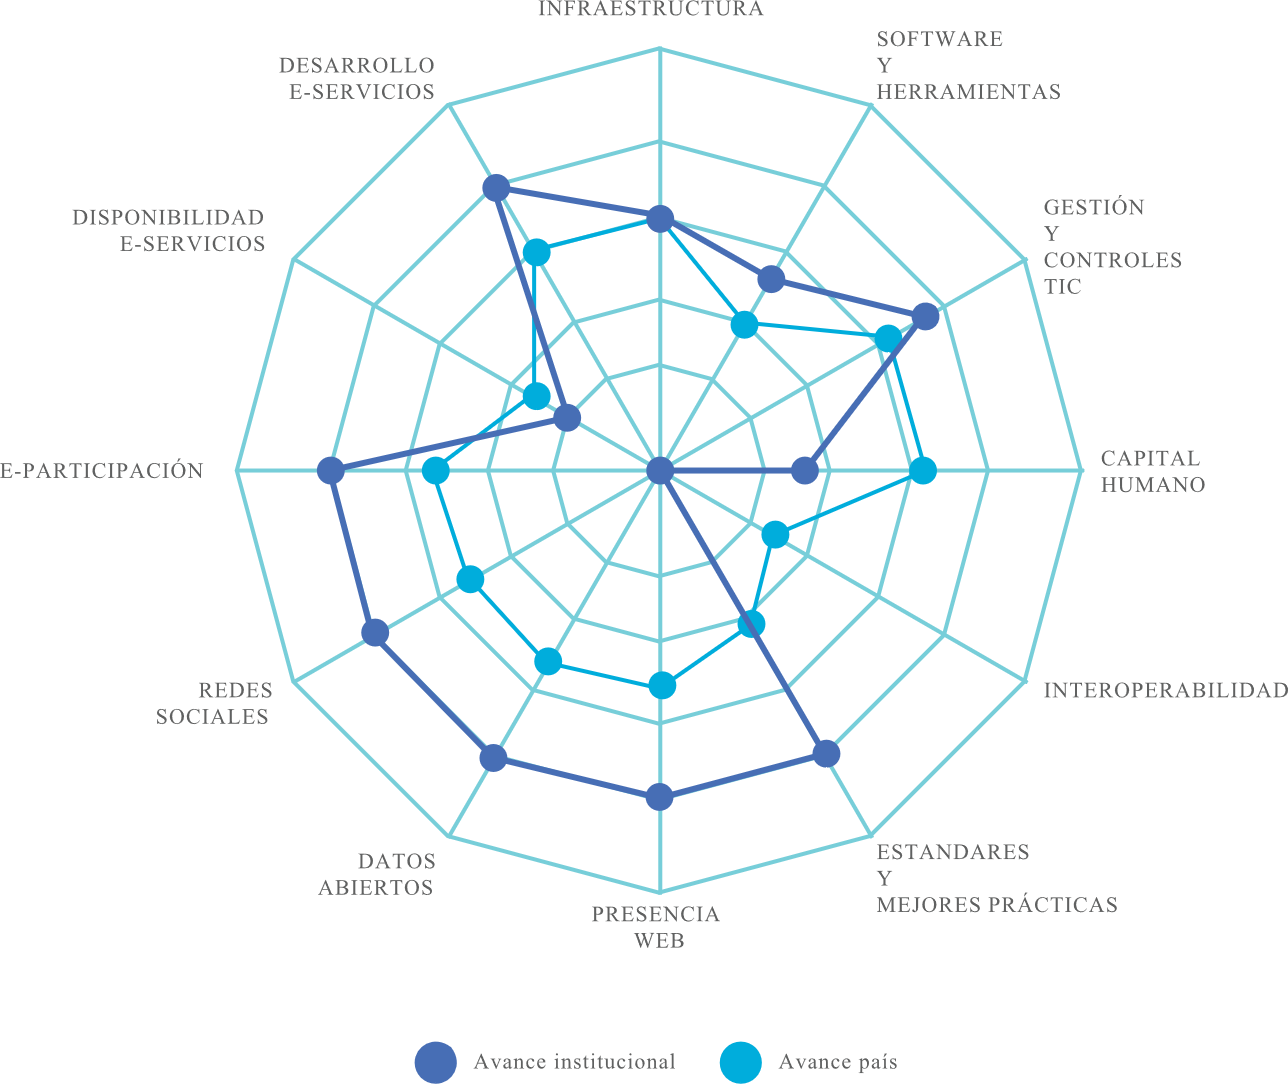 INFRAESTRUCTURA
SOFTWARE
Y
HERRAMIENTAS
GESTIÓN
Y
CONTROLES
TIC
CAPITAL
HUMANO
INTEROPERABILIDAD
ESTANDARES
Y
MEJORES PRÁCTICAS
PRESENCIA
WEB
DATOS
ABIERTOS
REDES
SOCIALES
E-PARTICIPACIÓN
DISPONIBILIDAD
E-SERVICIOS
DESARROLLO
E-SERVICIOS
Avance institucional
Avance país